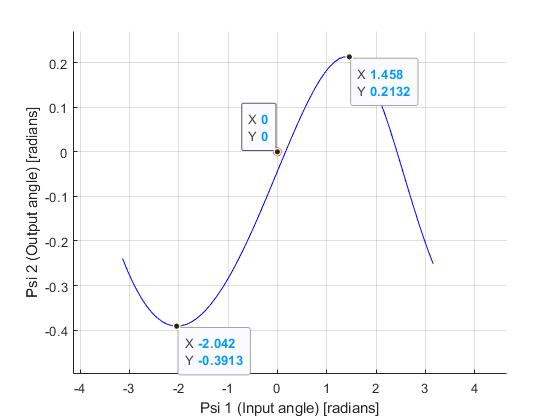 0.2
0.1
0
-0.1
-0.2
-0.3
-0.4
Psi 2 (Output angle) [radians]
X 1.458
Y 0.2132
X 0
Y 0
X -2.042
Y -0.3913
-4 -3 -2 -1 0 1 2 3 4
Psi 1 (Input angle) [radians]